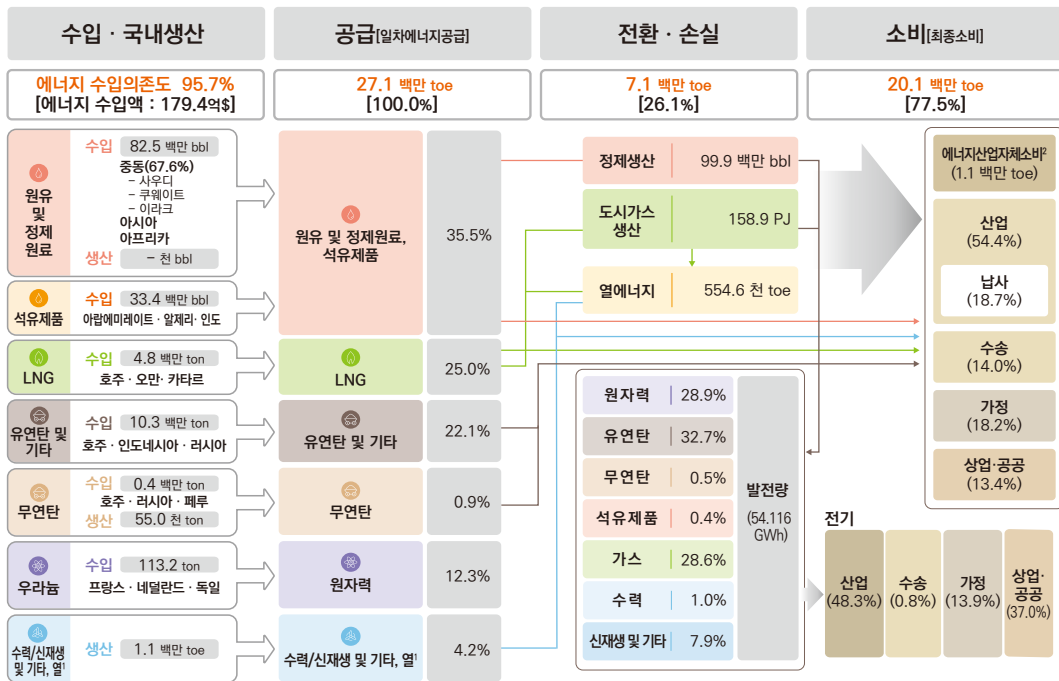 수입 · 국내생산
공급[일차에너지공급]
전환 · 손실
소비[최종소비]
에너지 수입의존도 95.7%
[에너지 수입액 : 179.4억$]
27.1 백만 toe
[100.0%]
7.1 백만 toe
[26.1%]
20.1 백만 toe
[77.5%]
원유
및
정제
원료
수입 82.5 백만 bbl
중동(67.6%)
- 사우디
- 쿠웨이트
- 이라크
아시아
아프리카
생산 - 천 bbl
석유제품
수입 33.4 백만 bbl
아랍에미레이트 · 알제리 · 인도
LNG
수입 4.8 백만 ton
호주 · 오만 · 카타르
유연탄 및
기타
수입 10.3 백만 ton
호주 · 인도네시아 · 러시아
무연탄
수입 0.4 백만 ton
호주 · 러시아 · 페루
생산 55.0 천 ton
우라늄
수입 113.2 ton
프랑스 · 네덜란드 · 독일
수력/신재생
및 기타, 열¹
생산 1.1 백만 toe
원유 및 정제원료,
석유제품
35.5%
LNG
25.0%
유연탄 및 기타
22.1%
무연탄
0.9%
원자력
12.3%
수력/신재생 및 기타, 열¹
4.2%
정제생산 99.9 백만 bbl
도시가스
생산
158.9 PJ
열에너지 554.6 천 toe
원자력 28.9%
유연탄 32.7%
무연탄 0.5%
석유제품 0.4%
가스 28.6%
수력 1.0%
신재생 및 기타 7.9%
발전량
(54.116
GWh)
에너지산업자체소비²
(1.1 백만 toe)
산업
(54.4%)
납사
(18.7%)
수송
(14.0%)
가정
(18.2%)
상업·공공
(13.4%)
전기
산업
(48.3%)
수송
(0.8%)
가정
(13.9%)
상업·
공공
(37.0%)